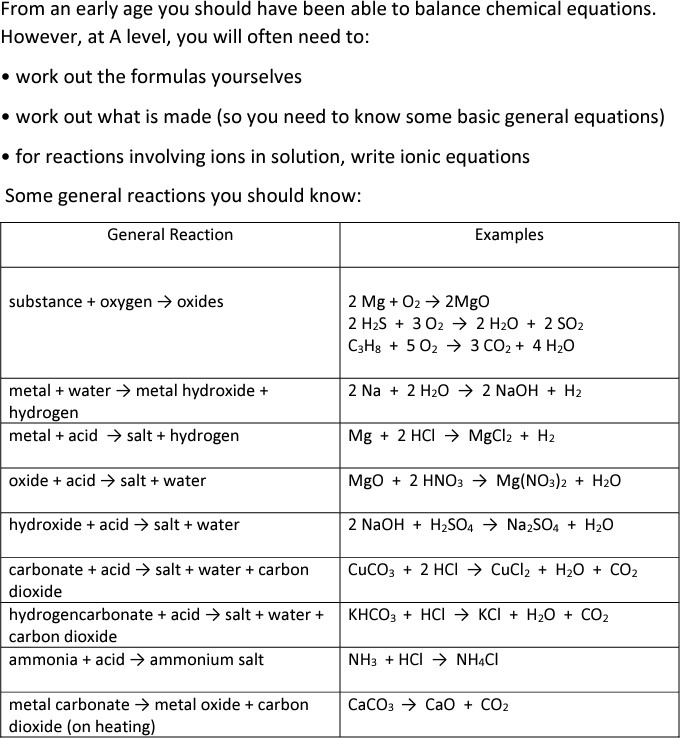 From an early age you should have been able to balance chemical equations.
However, at A level, you will often need to:
• work out the formulas yourselves
• work out what is made (so you need to know some basic general equations)
• for reactions involving ions in solution, write ionic equations
Some general reactions you should know:
General Reaction Examples
substance + oxygen → oxides 2 Mg + O₂ → 2MgO
2 H₂S + 3 O₂ → 2 H₂O + 2 SO₂
C₃H₈ + 5 O₂ → 3 CO₂ + 4 H₂O
metal + water → metal hydroxide + 2 Na + 2 H₂O → 2 NaOH + H₂
hydrogen
metal + acid → salt + hydrogen Mg + 2 HCl → MgCl₂ + H₂
oxide + acid → salt + water MgO + 2 HNO₃ → Mg(NO₃)₂ + H₂O
hydroxide + acid → salt + water 2 NaOH + H₂SO₄ → Na₂SO₄ + H₂O
carbonate + acid → salt + water + carbon CuCO₃ + 2 HCl → CuCl₂ + H₂O + CO₂
dioxide
hydrogencarbonate + acid → salt + water + KHCO₃ + HCl → KCl + H₂O + CO₂
carbon dioxide
ammonia + acid → ammonium salt NH₃ + HCl → NH₄Cl
metal carbonate → metal oxide + carbon CaCO₃ → CaO + CO₂
dioxide (on heating)